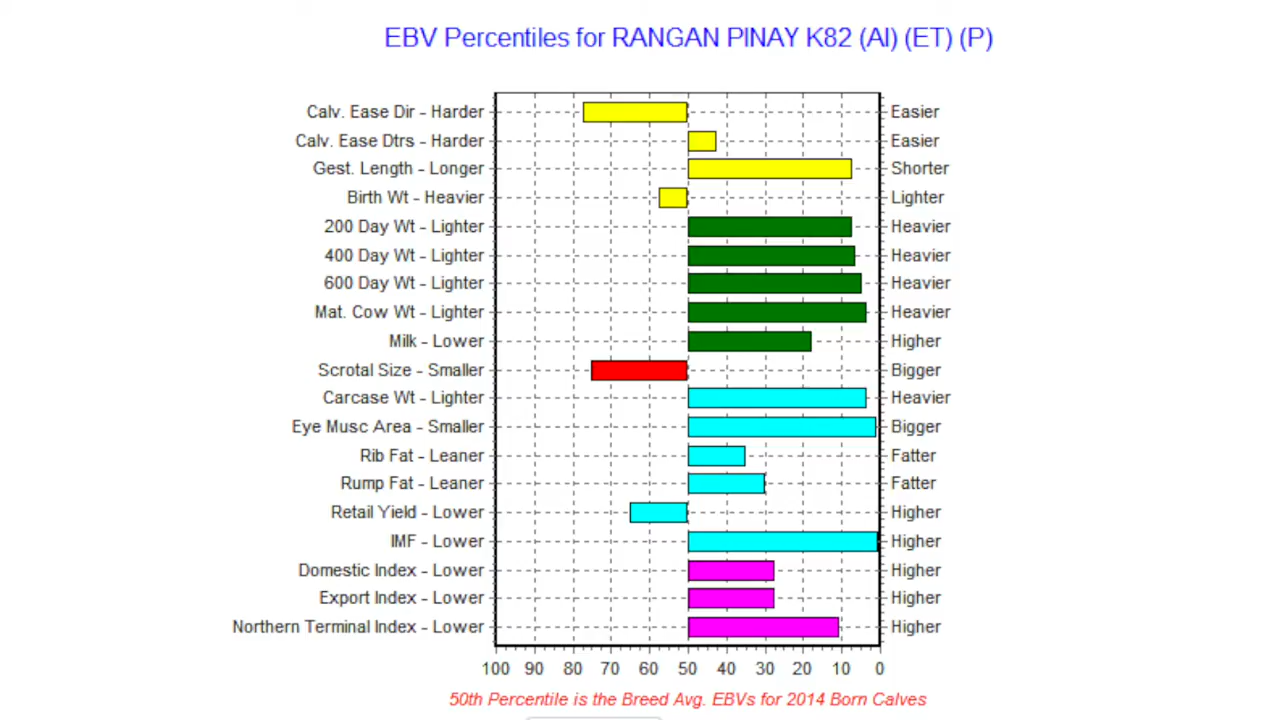 EBV Percentiles for RANGAN PINAY K82 (AI) (ET) (P)
Calv. Ease Dir - Harder Easier
Calv. Ease Dtrs - Harder Easier
Gest. Length - Longer Shorter
Birth Wt - Heavier Lighter
200 Day Wt - Lighter Heavier
400 Day Wt - Lighter Heavier
600 Day Wt - Lighter Heavier
Mat. Cow Wt - Lighter Heavier
Milk - Lower Higher
Scrotal Size - Smaller Bigger
Carcase Wt - Lighter Heavier
Eye Musc Area - Smaller Bigger
Rib Fat - Leaner Fatter
Rump Fat - Leaner Fatter
Retail Yield - Lower Higher
IMF - Lower Higher
Domestic Index - Lower Higher
Export Index - Lower Higher
Northern Terminal Index - Lower Higher
100 90 80 70 60 50 40 30 20 10 0
50th Percentile is the Breed Avg. EBVs for 2014 Born Calves